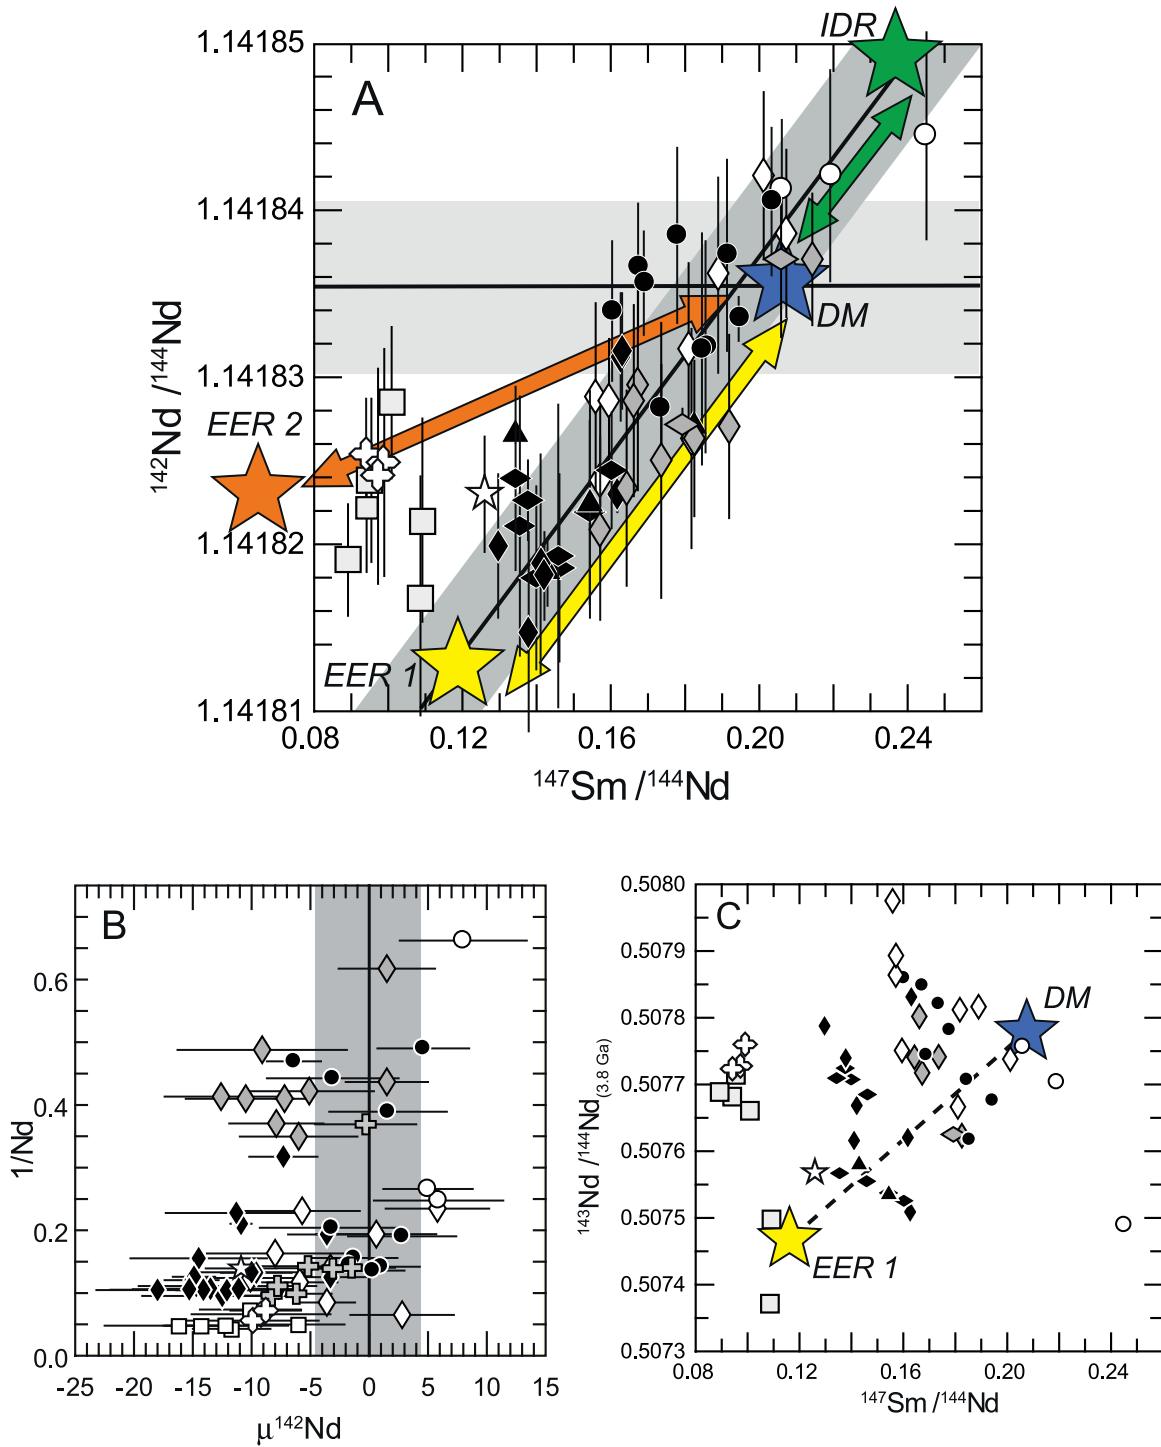 IDR
1.14185
A
1.14184
DM
1.14183
EER 2
1.14182
EER 1
1.14181
0.08 0.12 0.16 0.20 0.24
¹⁴²Nd /¹⁴⁴Nd
¹⁴⁷Sm /¹⁴⁴Nd
B
0.6
0.4
0.2
0.0
-25 -20 -15 -10 -5 0 5 10 15
1/Nd
μ¹⁴²Nd
0.5080
C
0.5079
DM
0.5078
0.5077
0.5076
0.5075
EER 1
0.5074
0.5073
0.08 0.12 0.16 0.20 0.24
¹⁴³Nd /¹⁴⁴Nd(3.8 Ga)
¹⁴⁷Sm /¹⁴⁴Nd